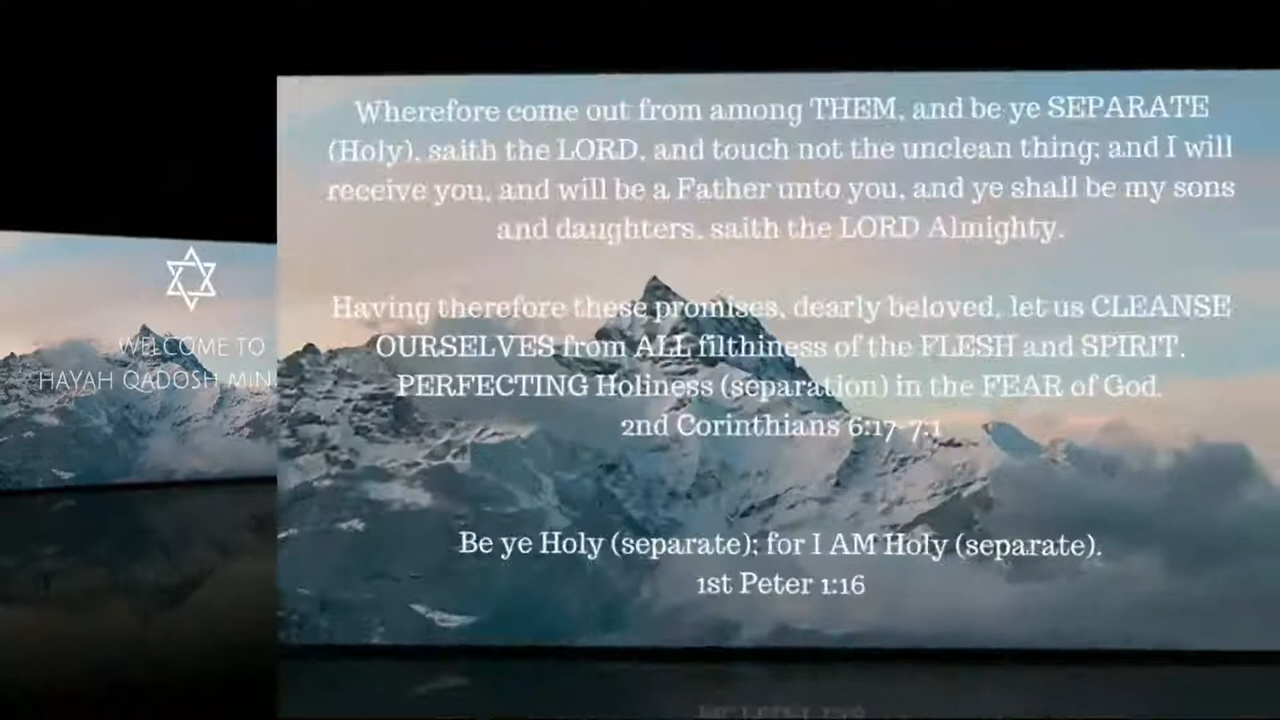 Wherefore come out from among THEM, and be ye SEPARATE
(Holy), saith the LORD, and touch not the unclean thing; and I will
receive you, and will be a Father unto you, and ye shall be my sons
and daughters, saith the LORD Almighty.
Having therefore these promises, dearly beloved, let us CLEANSE
OURSELVES from ALL filthiness of the FLESH and SPIRIT,
PERFECTING Holiness (separation) in the FEAR of God.
2nd Corinthians 6:17-7:1
Be ye Holy (separate); for I AM Holy (separate).
1st Peter 1:16
WELCOME TO
HAYAH QADOSH MIN